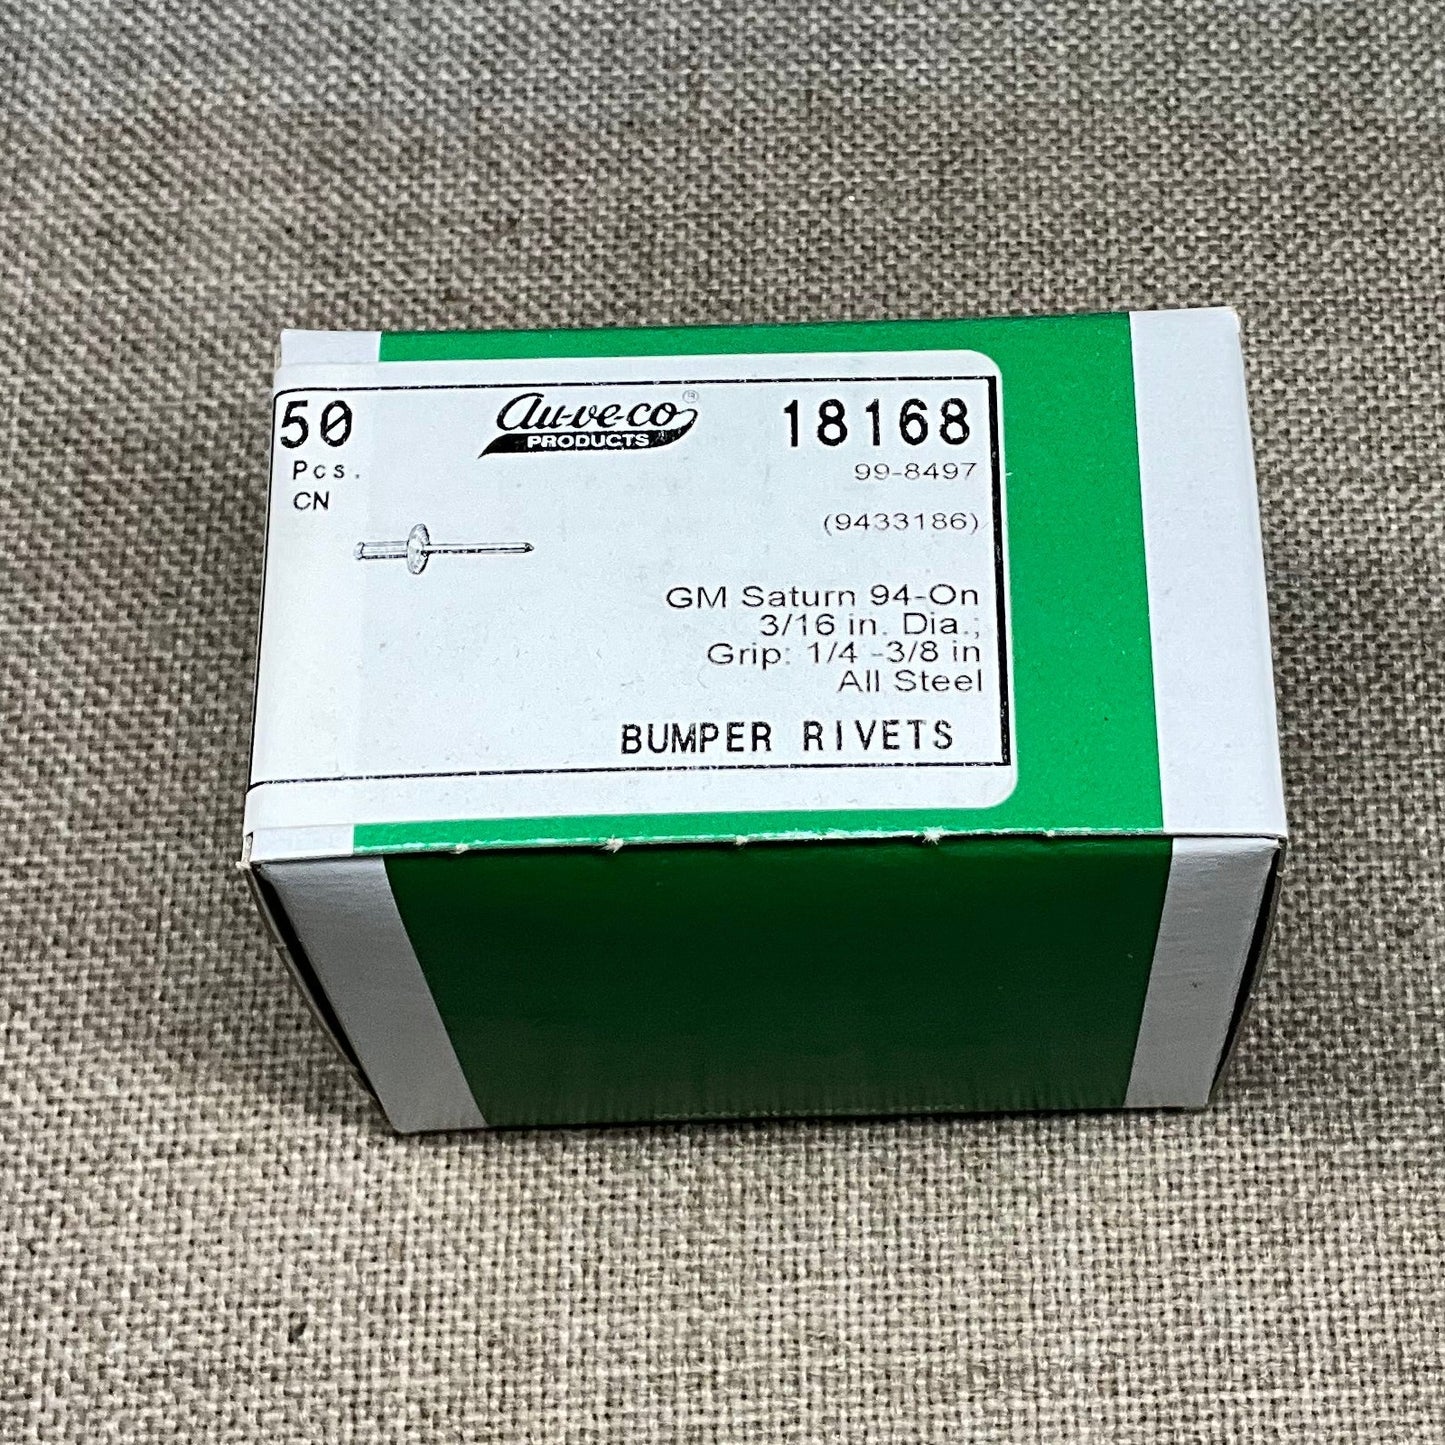 50
Pcs.
CN
au-ve-co
PRODUCTS
18168
99-8497
(9433186)
GM Saturn 94-On
3/16 in. Dia.;
Grip: 1/4 -3/8 in
All Steel
BUMPER RIVETS